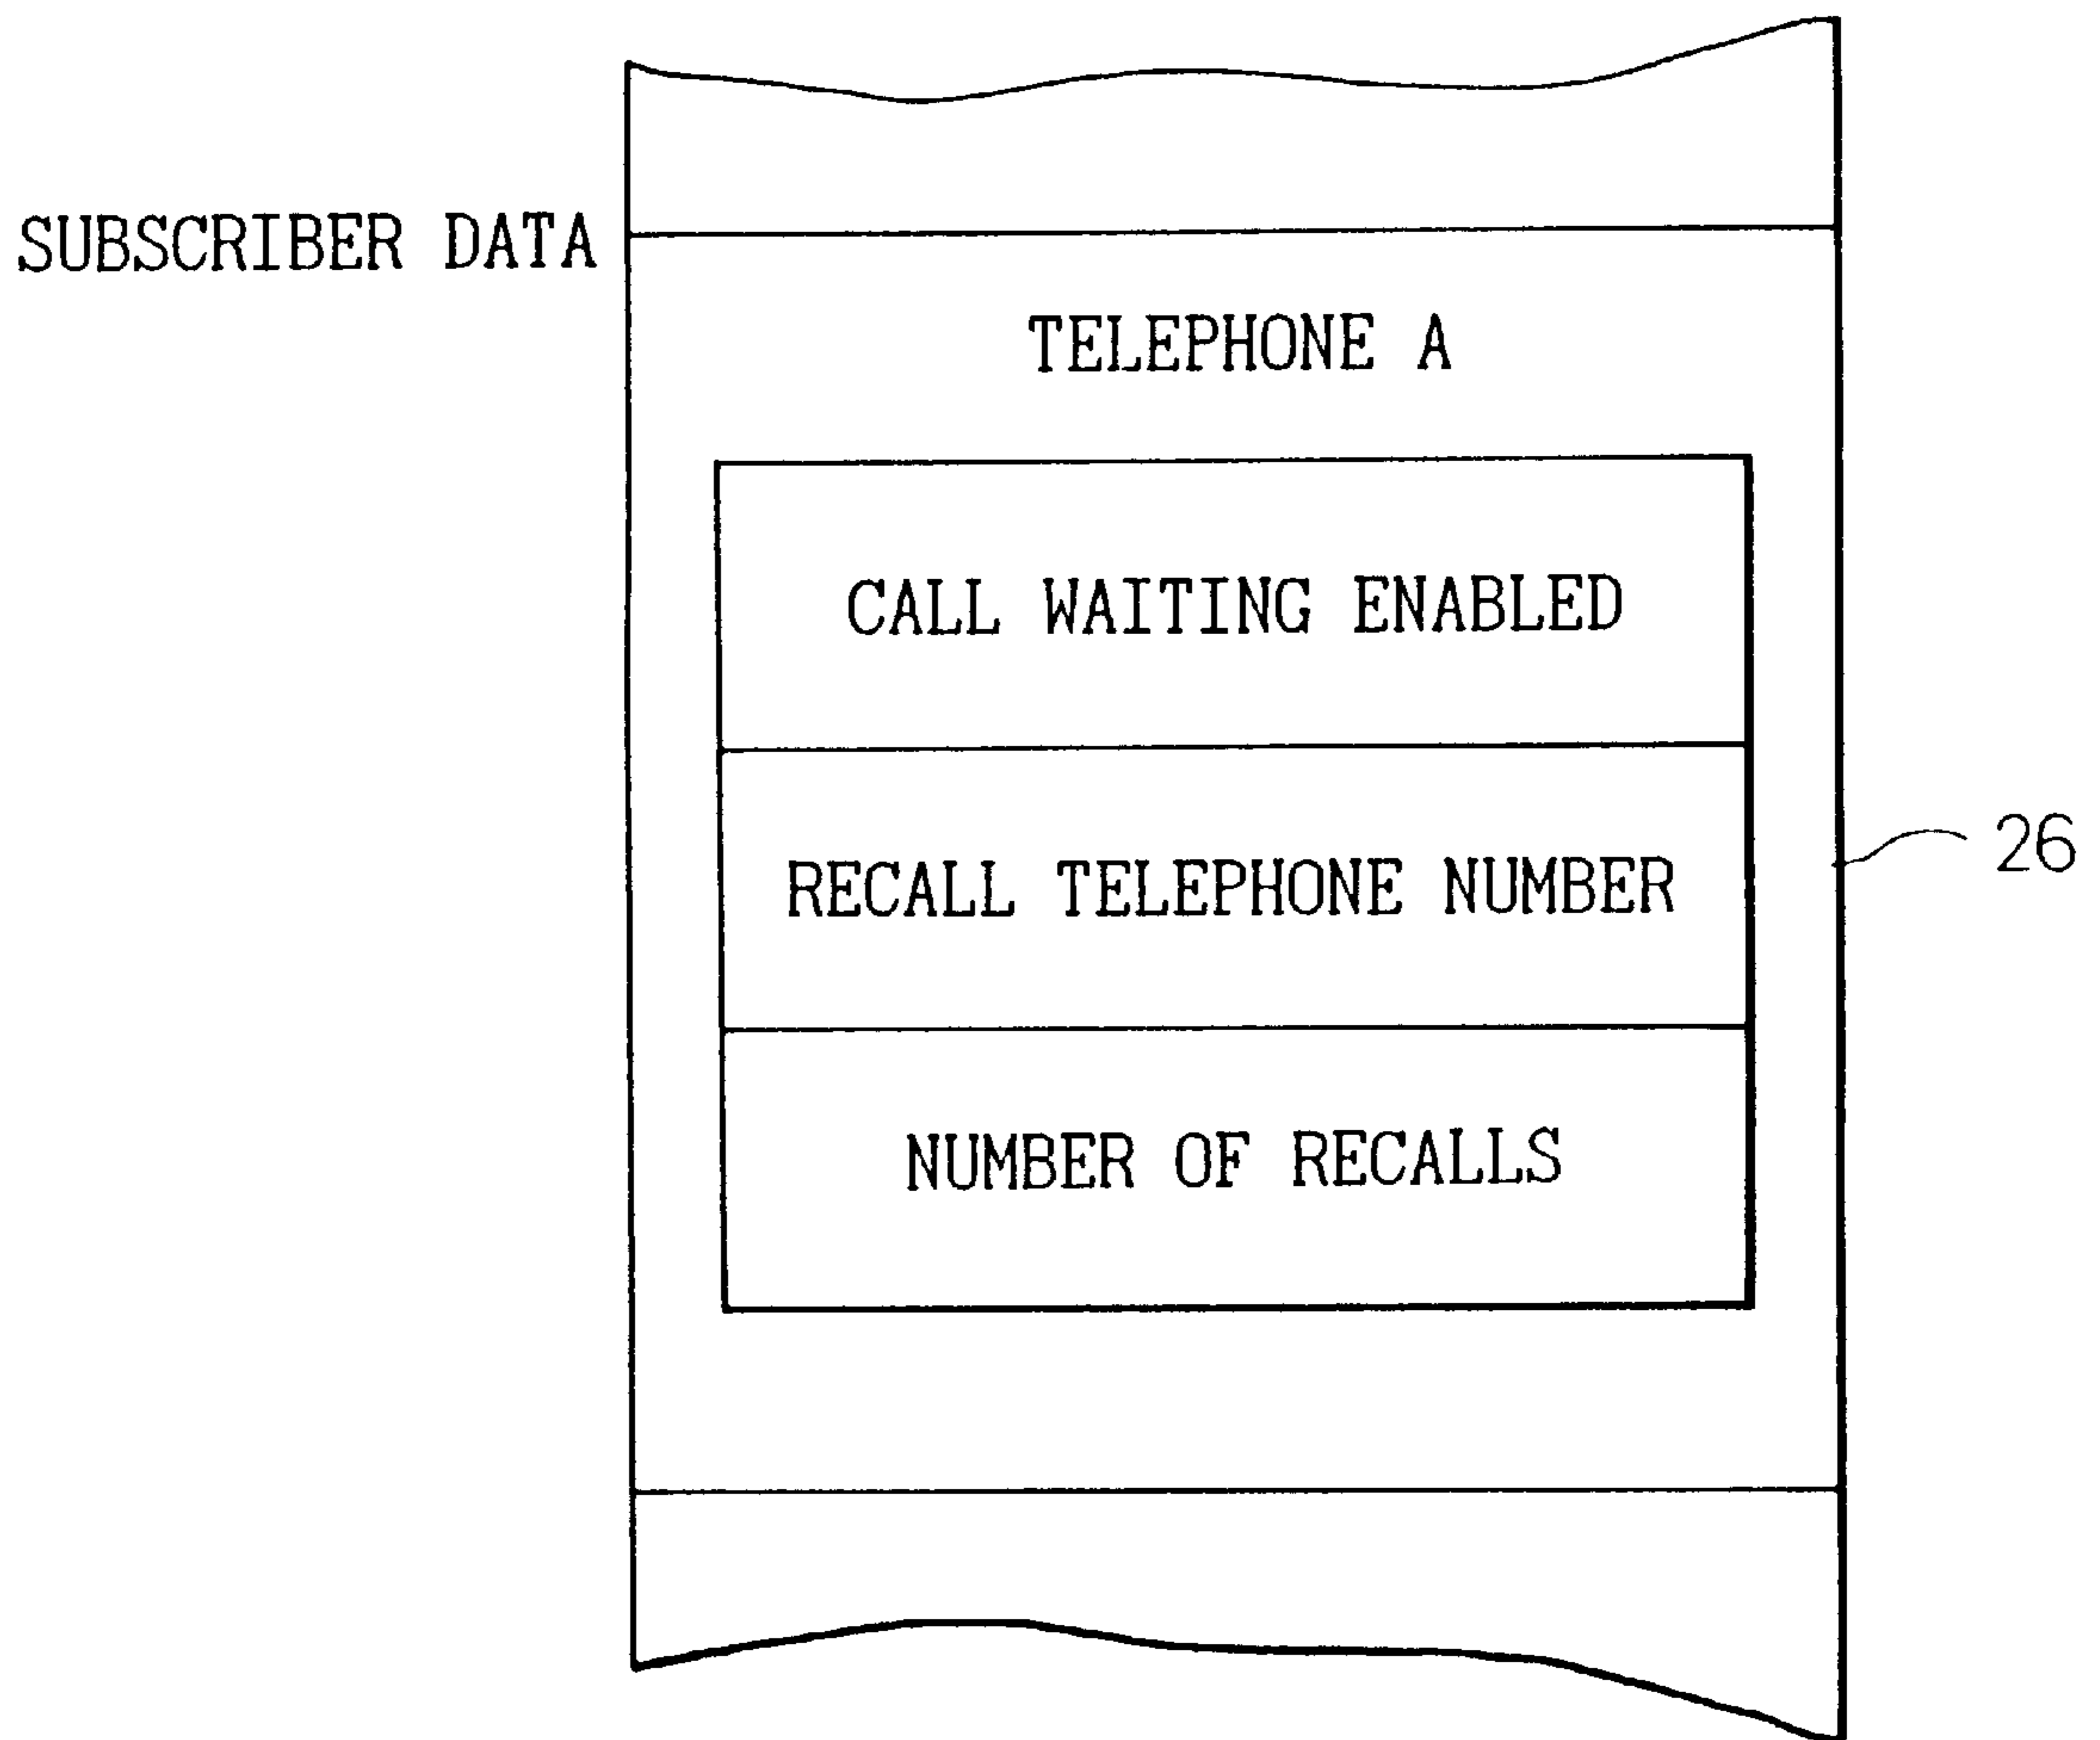 SUBSCRIBER DATA
TELEPHONE A
CALL WAITING ENABLED
RECALL TELEPHONE NUMBER
26
NUMBER OF RECALLS